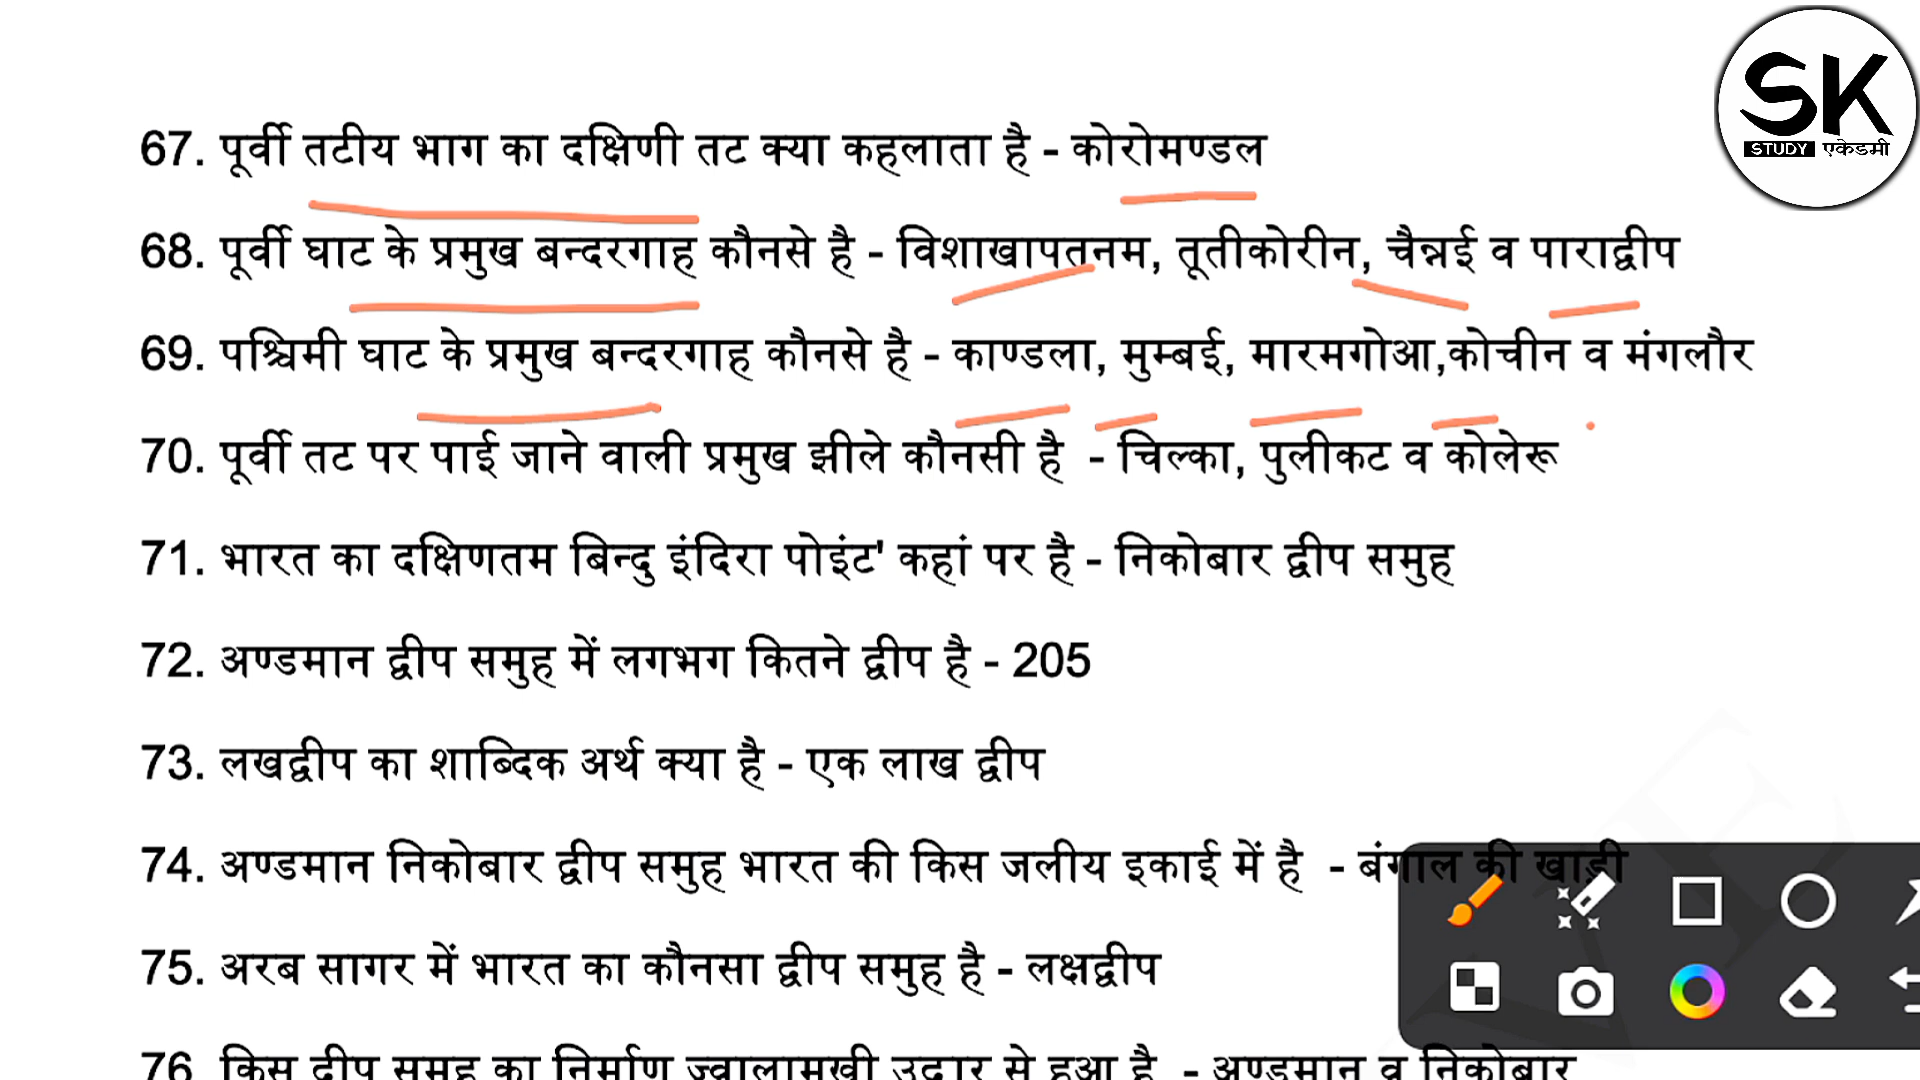 SK
STUDY एकेडमी
67. पूर्वी तटीय भाग का दक्षिणी तट क्या कहलाता है - कोरोमण्डल
68. पूर्वी घाट के प्रमुख बन्दरगाह कौनसे है - विशाखापतनम, तूतीकोरीन, चैन्नई व पाराद्वीप
69. पश्चिमी घाट के प्रमुख बन्दरगाह कौनसे है - काण्डला, मुम्बई, मारमगोआ,कोचीन व मंगलौर
70. पूर्वी तट पर पाई जाने वाली प्रमुख झीले कौनसी है - चिल्का, पुलीकट व कोलेरू
71. भारत का दक्षिणतम बिन्दु इंदिरा पोइंट' कहां पर है - निकोबार द्वीप समुह
72. अण्डमान द्वीप समुह में लगभग कितने द्वीप है - 205
73. लखद्वीप का शाब्दिक अर्थ क्या है - एक लाख द्वीप
74. अण्डमान निकोबार द्वीप समुह भारत की किस जलीय इकाई में है - बंगाल की खाड़ी
75. अरब सागर में भारत का कौनसा द्वीप समुह है - लक्षद्वीप
76. किस द्वीप समुह का निर्माण ज्वालामुखी उदार से हुआ है - अण्डमान व निकोबार